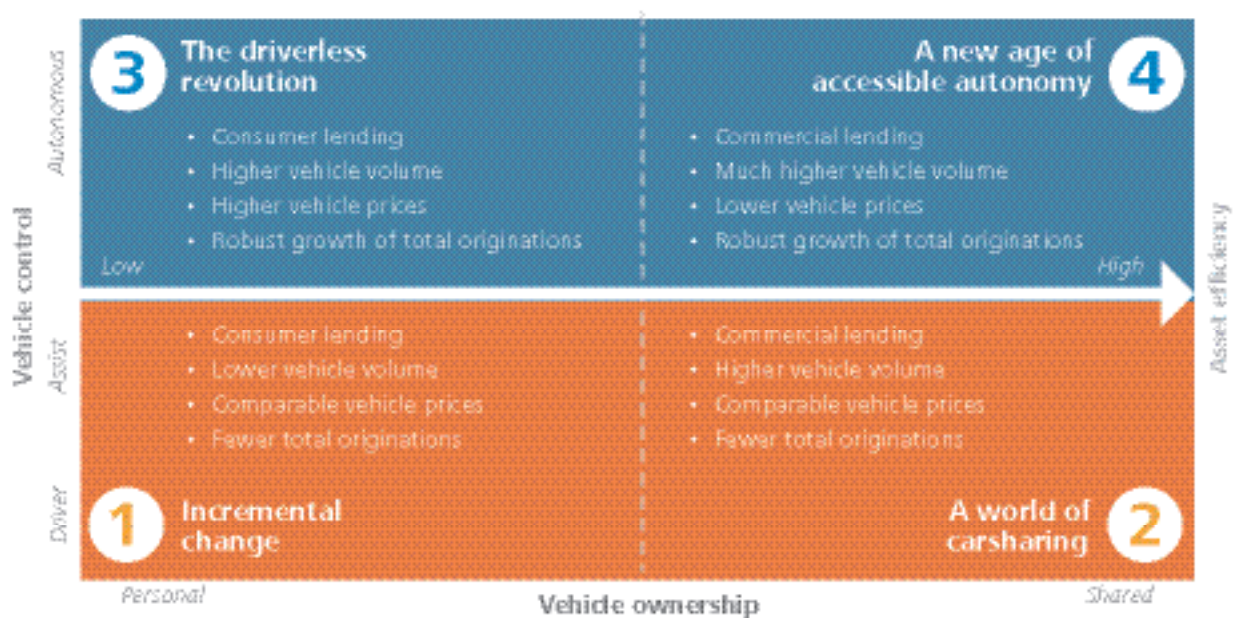 3
The driverless
revolution
• Consumer lending
• Higher vehicle volume
• Higher vehicle prices
• Robust growth of total originations
Low
A new age of
accessible autonomy
4
• Commercial lending
• Much higher vehicle volume
• Lower vehicle prices
• Robust growth of total originations
High
• Consumer lending
• Lower vehicle volume
• Comparable vehicle prices
• Fewer total originations
1
Incremental
change
• Commercial lending
• Higher vehicle volume
• Comparable vehicle prices
• Fewer total originations
A world of
carsharing
2
Vehicle control
Autonomous
Assist
Driver
Asset efficiency
Personal
Vehicle ownership
Shared